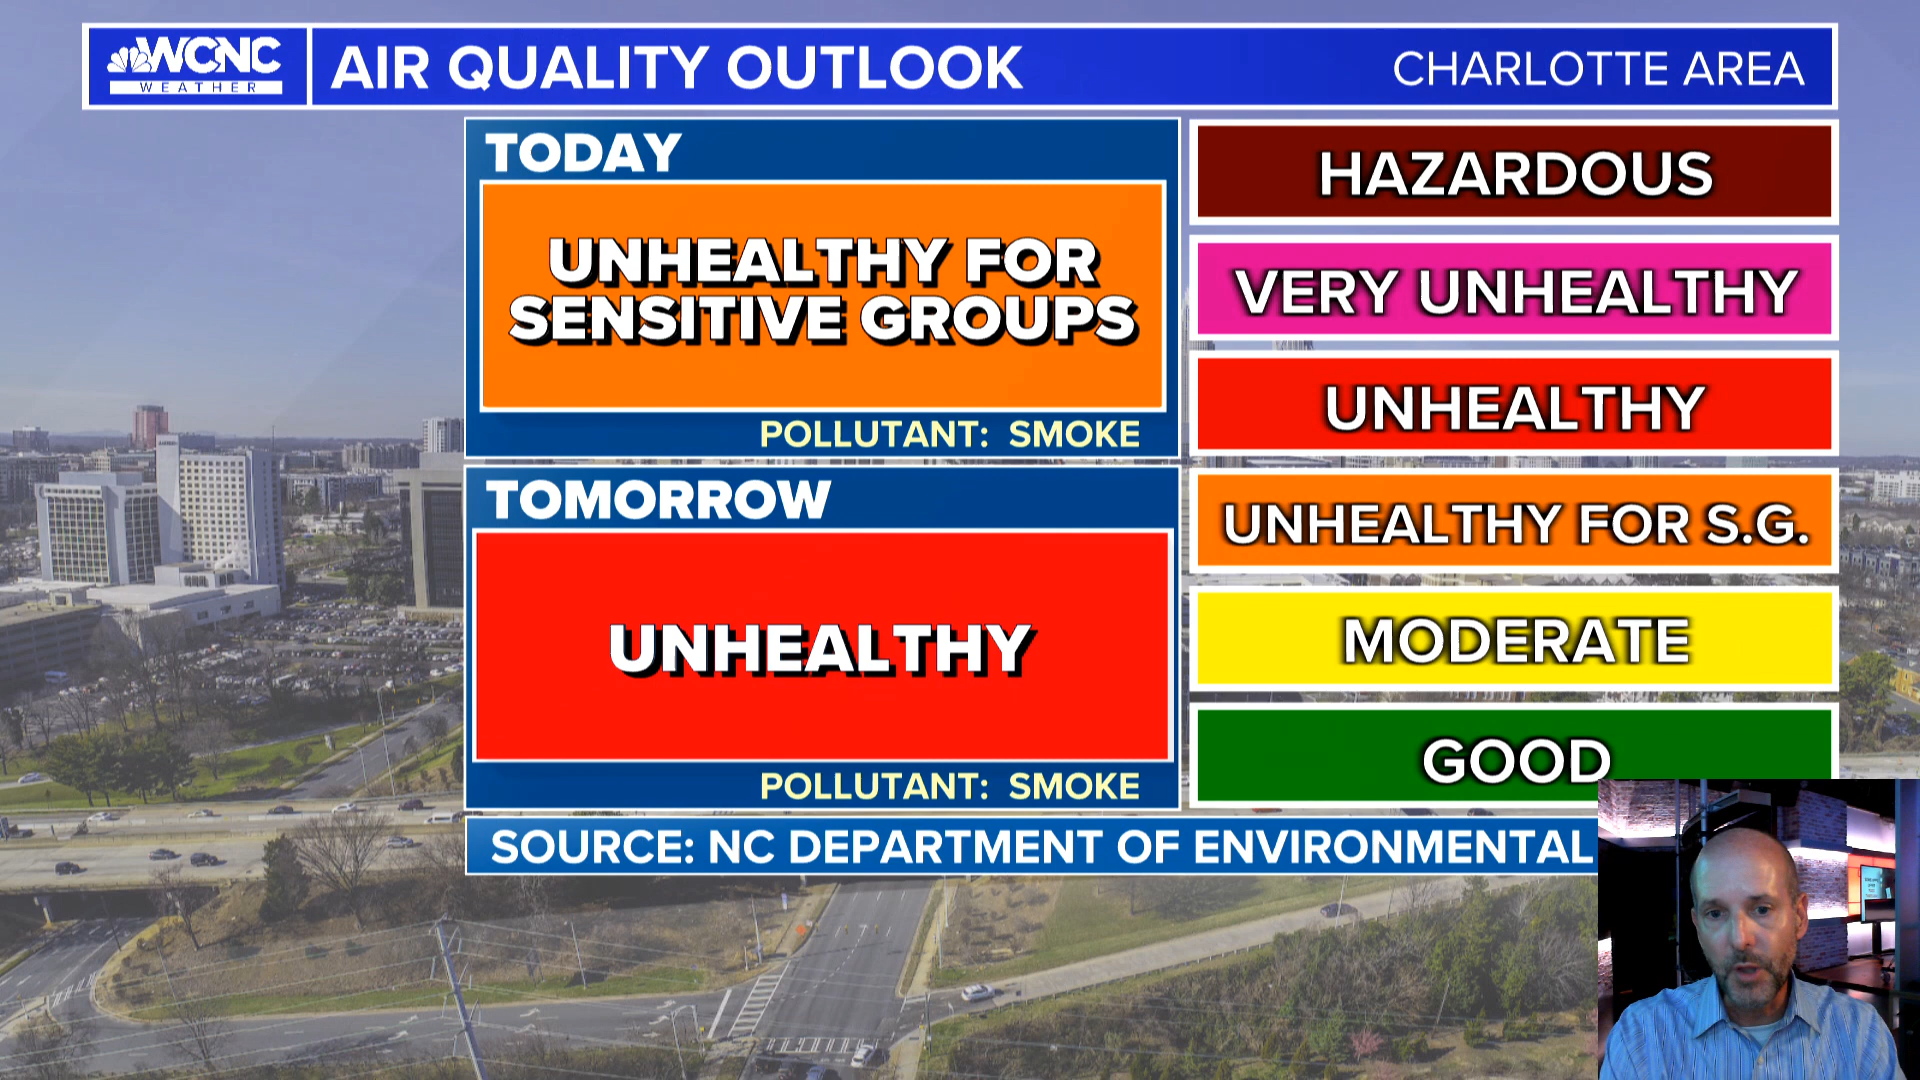 WCNC
WEATHER
AIR QUALITY OUTLOOK
CHARLOTTE AREA
TODAY
UNHEALTHY FOR
SENSITIVE GROUPS
POLLUTANT: SMOKE
TOMORROW
UNHEALTHY
POLLUTANT: SMOKE
SOURCE: NC DEPARTMENT OF ENVIRONMENTAL
HAZARDOUS
VERY UNHEALTHY
UNHEALTHY
UNHEALTHY FOR S.G.
MODERATE
GOOD